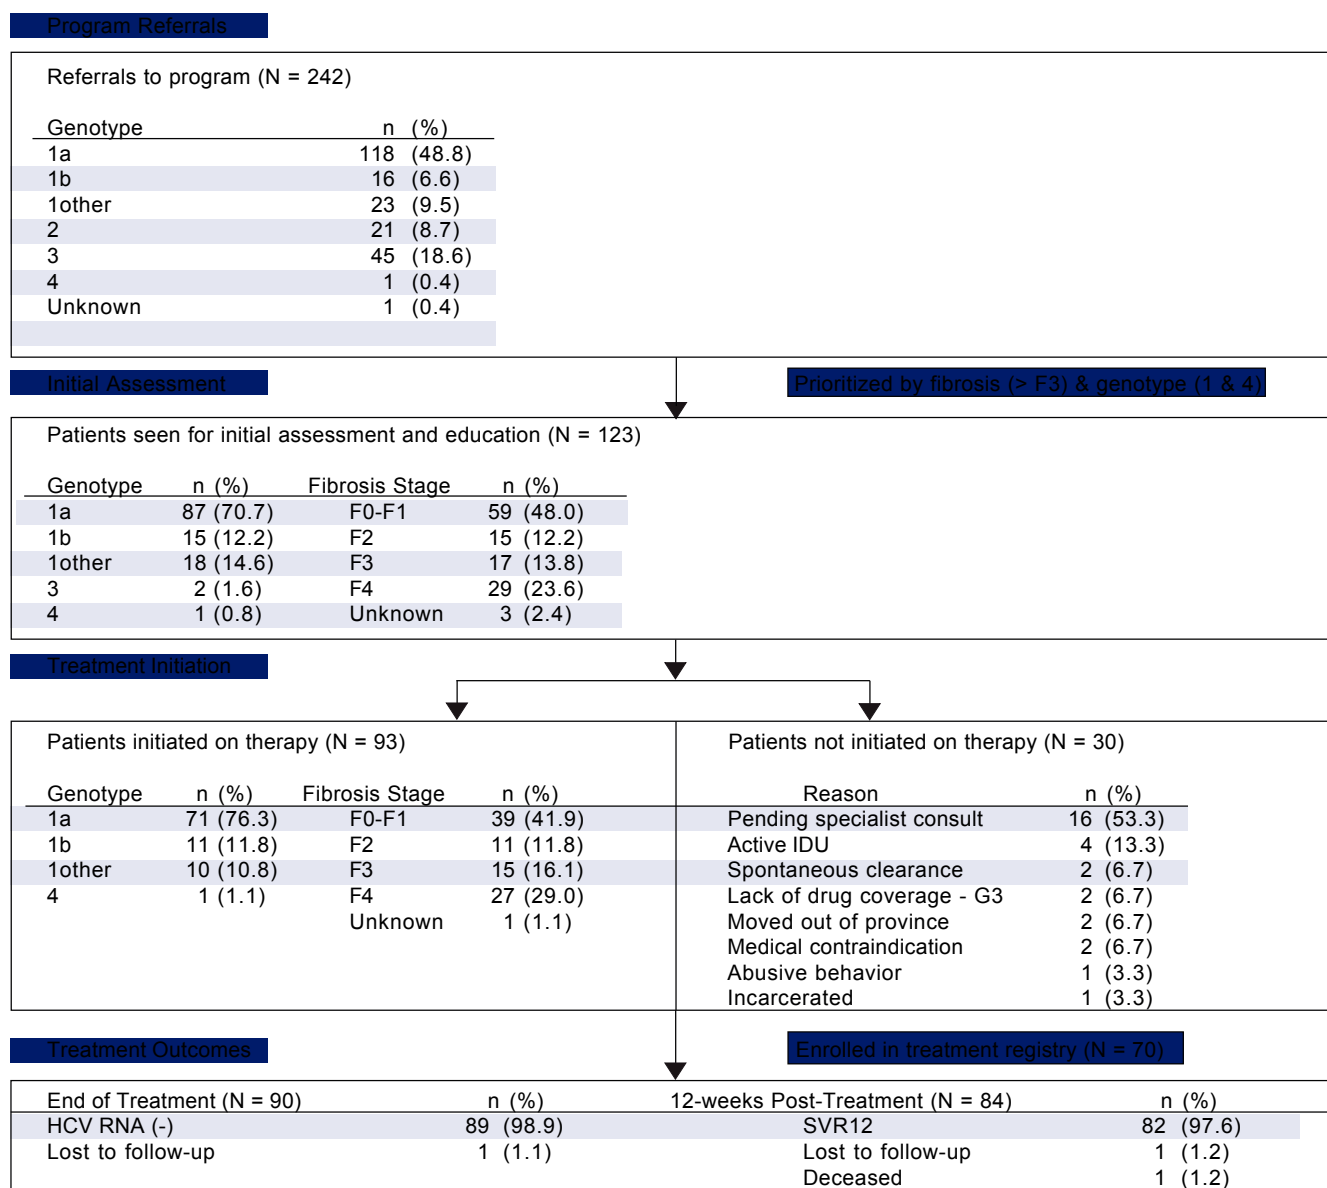 Program Referrals
Referrals to program (N = 242)
Genotype n (%)
1a 118 (48.8)
1b 16 (6.6)
1other 23 (9.5)
2 21 (8.7)
3 45 (18.6)
4 1 (0.4)
Unknown 1 (0.4)
Initial Assessment Prioritized by fibrosis (> F3) & genotype (1 & 4)
Patients seen for initial assessment and education (N = 123)
Genotype n (%) Fibrosis Stage n (%)
1a 87 (70.7) F0-F1 59 (48.0)
1b 15 (12.2) F2 15 (12.2)
1other 18 (14.6) F3 17 (13.8)
3 2 (1.6) F4 29 (23.6)
4 1 (0.8) Unknown 3 (2.4)
Treatment Initiation
Patients initiated on therapy (N = 93)
Genotype n (%) Fibrosis Stage n (%)
1a 71 (76.3) F0-F1 39 (41.9)
1b 11 (11.8) F2 11 (11.8)
1other 10 (10.8) F3 15 (16.1)
4 1 (1.1) F4 27 (29.0)
Unknown 1 (1.1)
Patients not initiated on therapy (N = 30)
Reason n (%)
Pending specialist consult 16 (53.3)
Active IDU 4 (13.3)
Spontaneous clearance 2 (6.7)
Lack of drug coverage - G3 2 (6.7)
Moved out of province 2 (6.7)
Medical contraindication 2 (6.7)
Abusive behavior 1 (3.3)
Incarcerated 1 (3.3)
Treatment Outcomes Enrolled in treatment registry (N = 70)
End of Treatment (N = 90) n (%) 12-weeks Post-Treatment (N = 84) n (%)
HCV RNA (-) 89 (98.9) SVR12 82 (97.6)
Lost to follow-up 1 (1.1) Lost to follow-up 1 (1.2)
Deceased 1 (1.2)